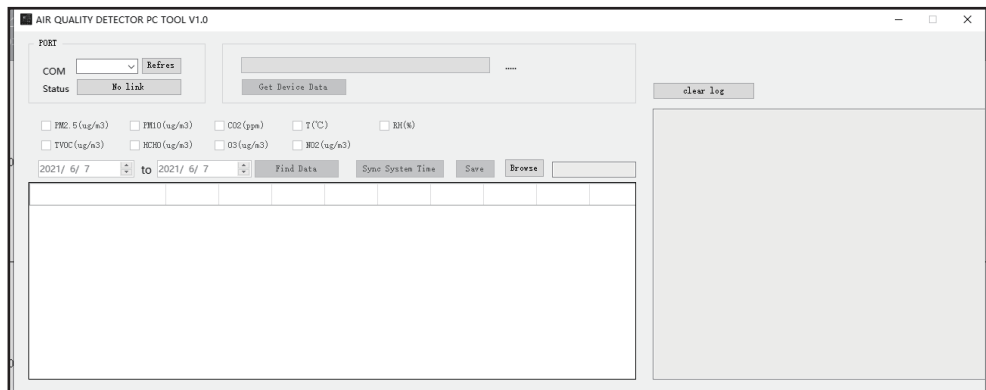 AIR QUALITY DETECTOR PC TOOL V1.0
PORT
COM Refres
Status No link
.....
Get Device Data
clear log
PM2.5(ug/m3) PM10(ug/m3) CO2(ppm) T(℃) RH(%)
TVOC(ug/m3) HCHO(ug/m3) O3(ug/m3) NO2(ug/m3)
2021/ 6/ 7 to 2021/ 6/ 7 Find Data Sync System Time Save Browse